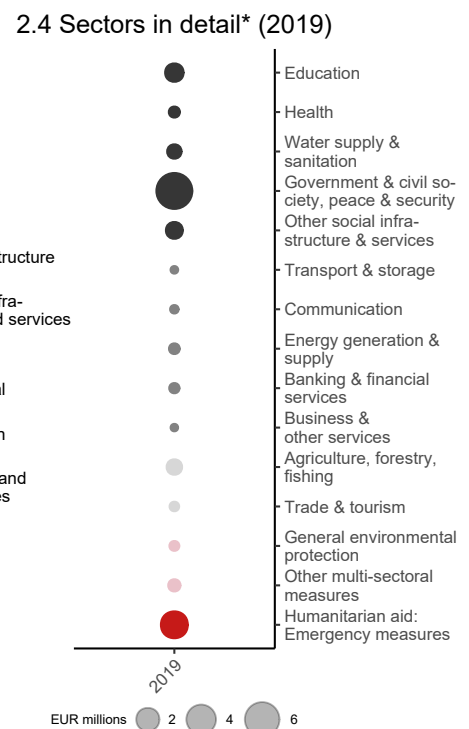 2.4 Sectors in detail* (2019)
Education
Health
Water supply &
sanitation
Government & civil so-
ciety, peace & security
Other social infra-
structure & services
Transport & storage
Communication
Energy generation &
supply
Banking & financial
services
Business &
other services
Agriculture, forestry,
fishing
Trade & tourism
General environmental
protection
Other multi-sectoral
measures
Humanitarian aid:
Emergency measures
services
and
2019
EUR millions 2 4 6